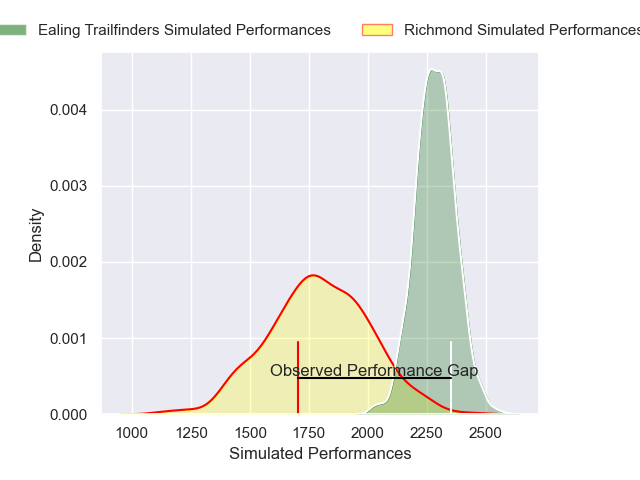 Ealing Trailfinders Simulated Performances
Richmond Simulated Performances
0.004
0.003
0.002
0.001
0.000
Density
Observed Performance Gap
1000 1250 1500 1750 2000 2250 2500
Simulated Performances